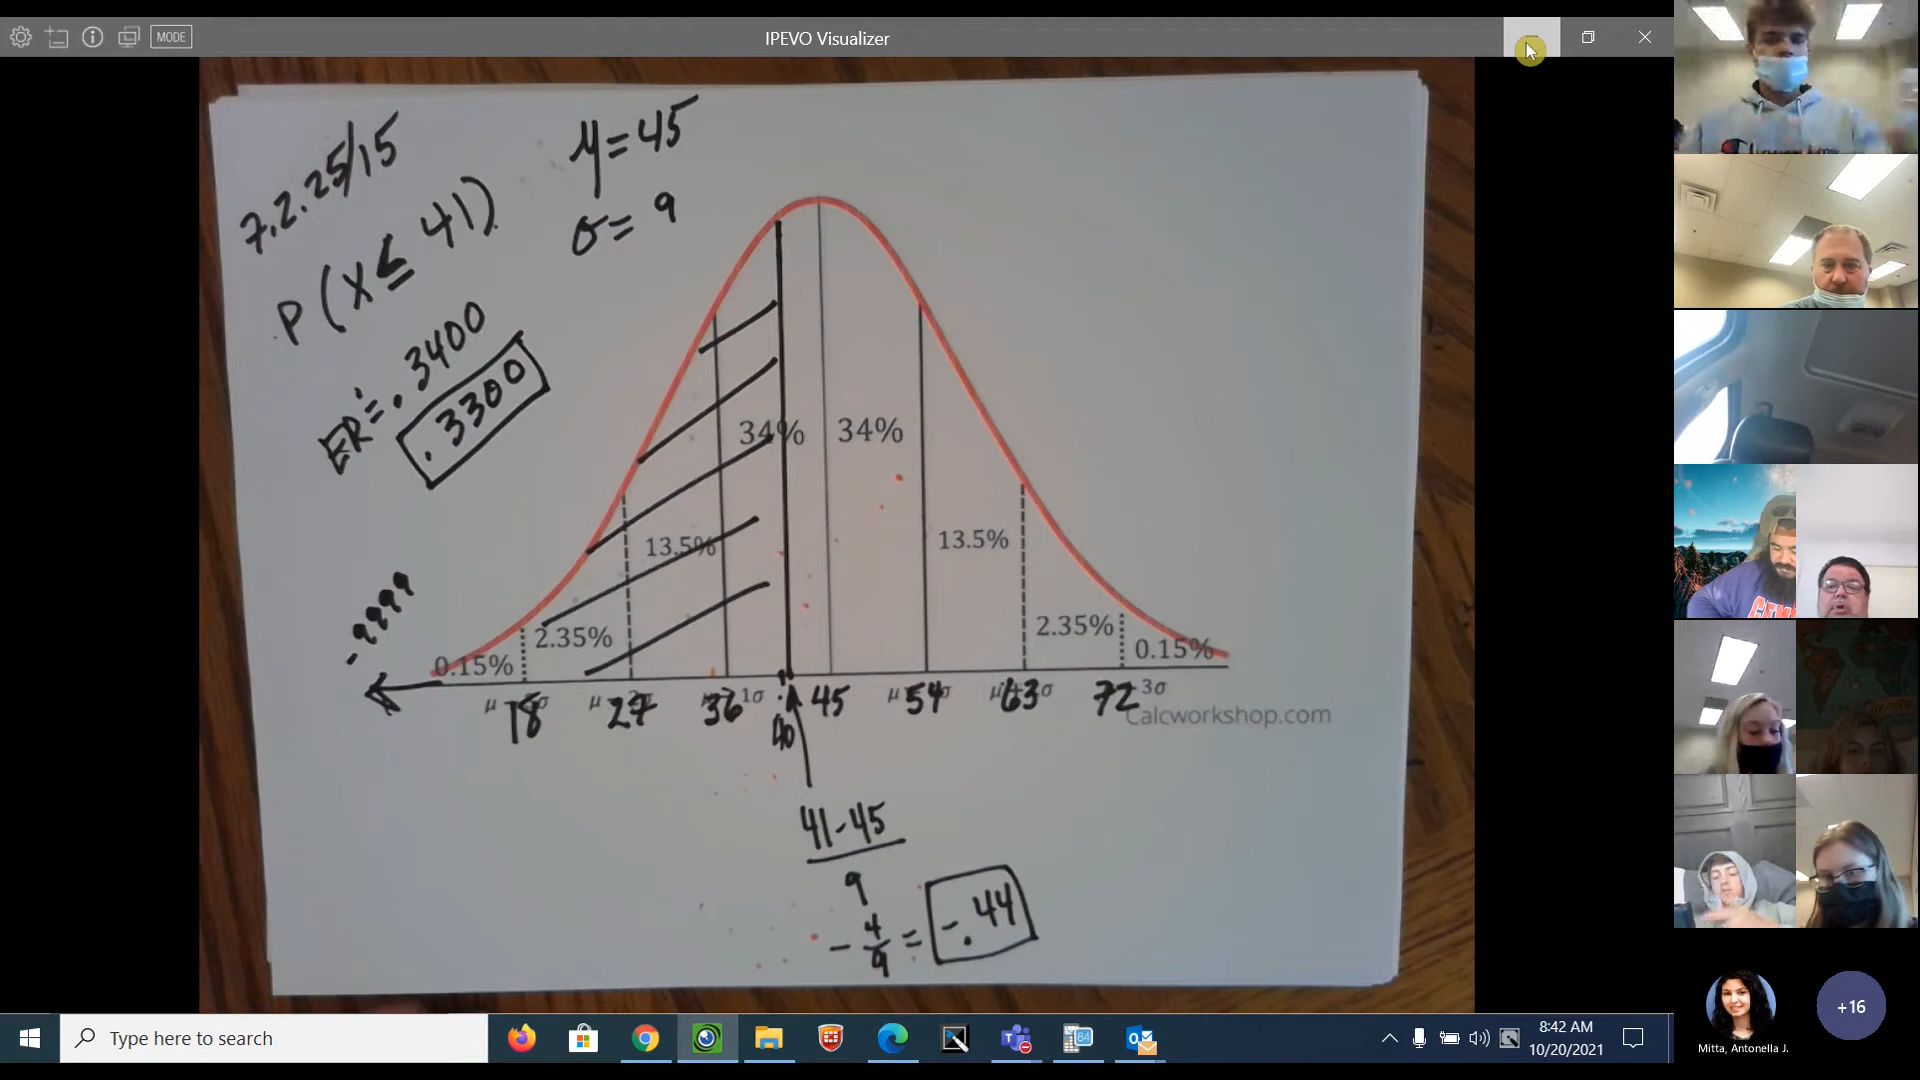 MODE
IPEVO Visualizer
7.2.25/15
μ=45
σ= 9
P(X≤ 41)
ER:=.3400
.3300
34%
34%
13.5%
13.5%
2.35%
2.35%
0.15%
0.15%
-9999
18
27
36
1σ
40
45
μ 54 σ
μ 63 σ
72 3σ
Calcworkshop.com
41-45
9
- 4/9 = -.44
Mitta, Antonella J.
+16
Type here to search
8:42 AM
10/20/2021